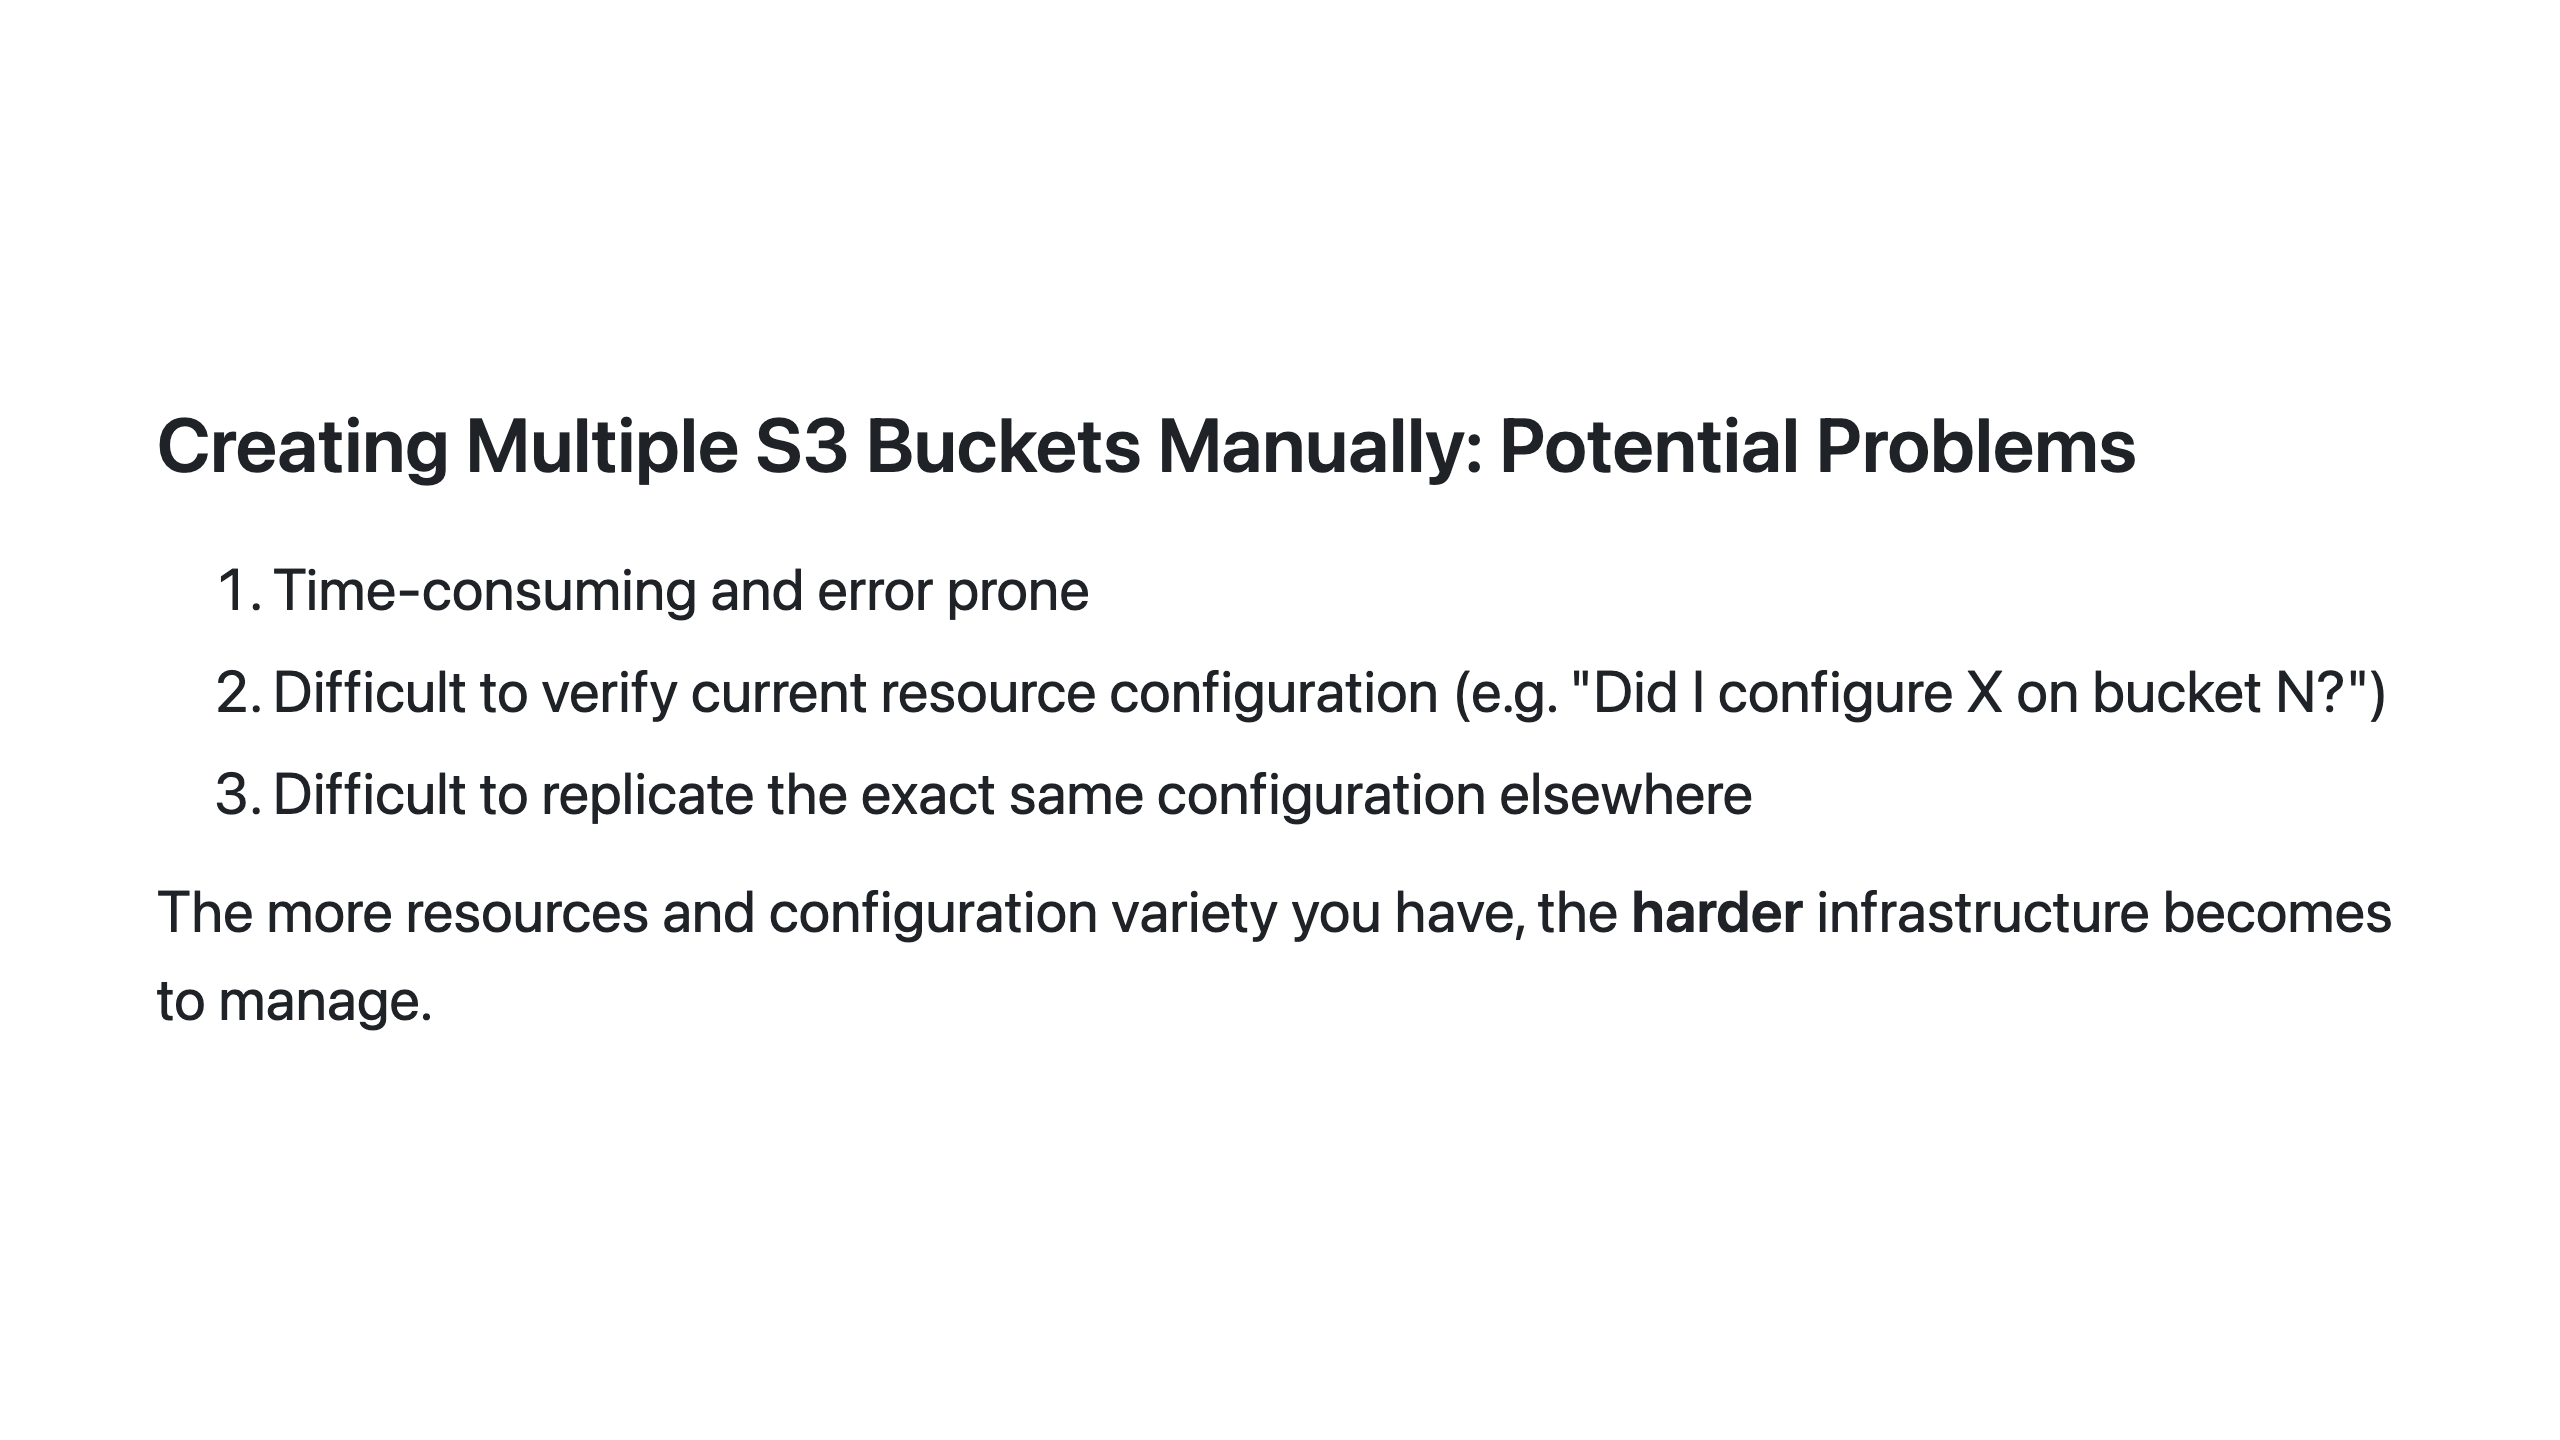 Creating Multiple S3 Buckets Manually: Potential Problems
1. Time-consuming and error prone
2. Difficult to verify current resource configuration (e.g. "Did I configure X on bucket N?")
3. Difficult to replicate the exact same configuration elsewhere
The more resources and configuration variety you have, the harder infrastructure becomes
to manage.